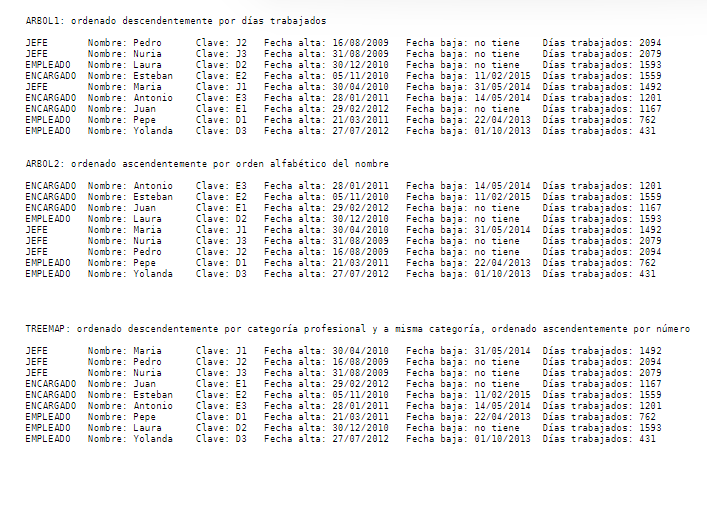 ARBOL1: ordenado descendentemente por días trabajados
JEFE Nombre: Pedro Clave: J2 Fecha alta: 16/08/2009 Fecha baja: no tiene Días trabajados: 2094
JEFE Nombre: Nuria Clave: J3 Fecha alta: 31/08/2009 Fecha baja: no tiene Días trabajados: 2079
EMPLEADO Nombre: Laura Clave: D2 Fecha alta: 30/12/2010 Fecha baja: no tiene Días trabajados: 1593
ENCARGADO Nombre: Esteban Clave: E2 Fecha alta: 05/11/2010 Fecha baja: 11/02/2015 Días trabajados: 1559
JEFE Nombre: Maria Clave: J1 Fecha alta: 30/04/2010 Fecha baja: 31/05/2014 Días trabajados: 1492
ENCARGADO Nombre: Antonio Clave: E3 Fecha alta: 28/01/2011 Fecha baja: 14/05/2014 Días trabajados: 1201
ENCARGADO Nombre: Juan Clave: E1 Fecha alta: 29/02/2012 Fecha baja: no tiene Días trabajados: 1167
EMPLEADO Nombre: Pepe Clave: D1 Fecha alta: 21/03/2011 Fecha baja: 22/04/2013 Días trabajados: 762
EMPLEADO Nombre: Yolanda Clave: D3 Fecha alta: 27/07/2012 Fecha baja: 01/10/2013 Días trabajados: 431
ARBOL2: ordenado ascendentemente por orden alfabético del nombre
ENCARGADO Nombre: Antonio Clave: E3 Fecha alta: 28/01/2011 Fecha baja: 14/05/2014 Días trabajados: 1201
ENCARGADO Nombre: Esteban Clave: E2 Fecha alta: 05/11/2010 Fecha baja: 11/02/2015 Días trabajados: 1559
ENCARGADO Nombre: Juan Clave: E1 Fecha alta: 29/02/2012 Fecha baja: no tiene Días trabajados: 1167
EMPLEADO Nombre: Laura Clave: D2 Fecha alta: 30/12/2010 Fecha baja: no tiene Días trabajados: 1593
JEFE Nombre: Maria Clave: J1 Fecha alta: 30/04/2010 Fecha baja: 31/05/2014 Días trabajados: 1492
JEFE Nombre: Nuria Clave: J3 Fecha alta: 31/08/2009 Fecha baja: no tiene Días trabajados: 2079
JEFE Nombre: Pedro Clave: J2 Fecha alta: 16/08/2009 Fecha baja: no tiene Días trabajados: 2094
EMPLEADO Nombre: Pepe Clave: D1 Fecha alta: 21/03/2011 Fecha baja: 22/04/2013 Días trabajados: 762
EMPLEADO Nombre: Yolanda Clave: D3 Fecha alta: 27/07/2012 Fecha baja: 01/10/2013 Días trabajados: 431
TREEMAP: ordenado descendentemente por categoría profesional y a misma categoría, ordenado ascendentemente por número
JEFE Nombre: Maria Clave: J1 Fecha alta: 30/04/2010 Fecha baja: 31/05/2014 Días trabajados: 1492
JEFE Nombre: Pedro Clave: J2 Fecha alta: 16/08/2009 Fecha baja: no tiene Días trabajados: 2094
JEFE Nombre: Nuria Clave: J3 Fecha alta: 31/08/2009 Fecha baja: no tiene Días trabajados: 2079
ENCARGADO Nombre: Juan Clave: E1 Fecha alta: 29/02/2012 Fecha baja: no tiene Días trabajados: 1167
ENCARGADO Nombre: Esteban Clave: E2 Fecha alta: 05/11/2010 Fecha baja: 11/02/2015 Días trabajados: 1559
ENCARGADO Nombre: Antonio Clave: E3 Fecha alta: 28/01/2011 Fecha baja: 14/05/2014 Días trabajados: 1201
EMPLEADO Nombre: Pepe Clave: D1 Fecha alta: 21/03/2011 Fecha baja: 22/04/2013 Días trabajados: 762
EMPLEADO Nombre: Laura Clave: D2 Fecha alta: 30/12/2010 Fecha baja: no tiene Días trabajados: 1593
EMPLEADO Nombre: Yolanda Clave: D3 Fecha alta: 27/07/2012 Fecha baja: 01/10/2013 Días trabajados: 431